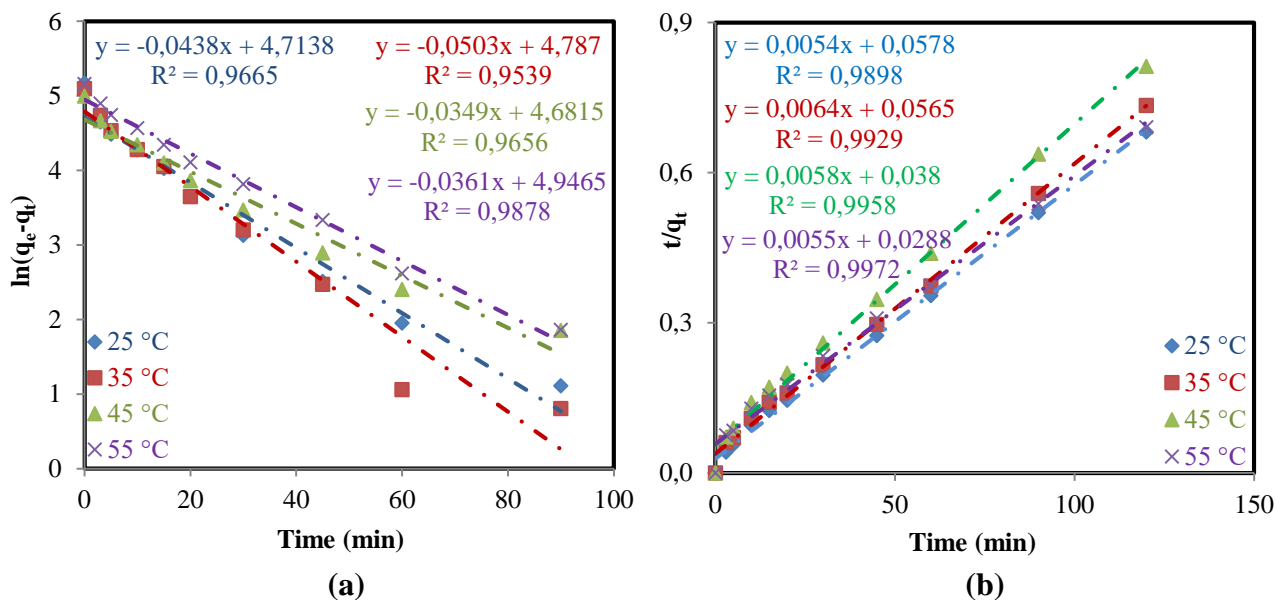 6
5
4
3
2
1
0
ln(qₑ-qₜ)
y = -0,0438x + 4,7138
R² = 0,9665
y = -0,0503x + 4,787
R² = 0,9539
y = -0,0349x + 4,6815
R² = 0,9656
y = -0,0361x + 4,9465
R² = 0,9878
25 °C
35 °C
45 °C
55 °C
0 20 40 60 80 100
Time (min)
(a)
0,9
0,6
0,3
0,0
t/qₜ
y = 0,0054x + 0,0578
R² = 0,9898
y = 0,0064x + 0,0565
R² = 0,9929
y = 0,0058x + 0,038
R² = 0,9958
y = 0,0055x + 0,0288
R² = 0,9972
25 °C
35 °C
45 °C
55 °C
0 50 100 150
Time (min)
(b)